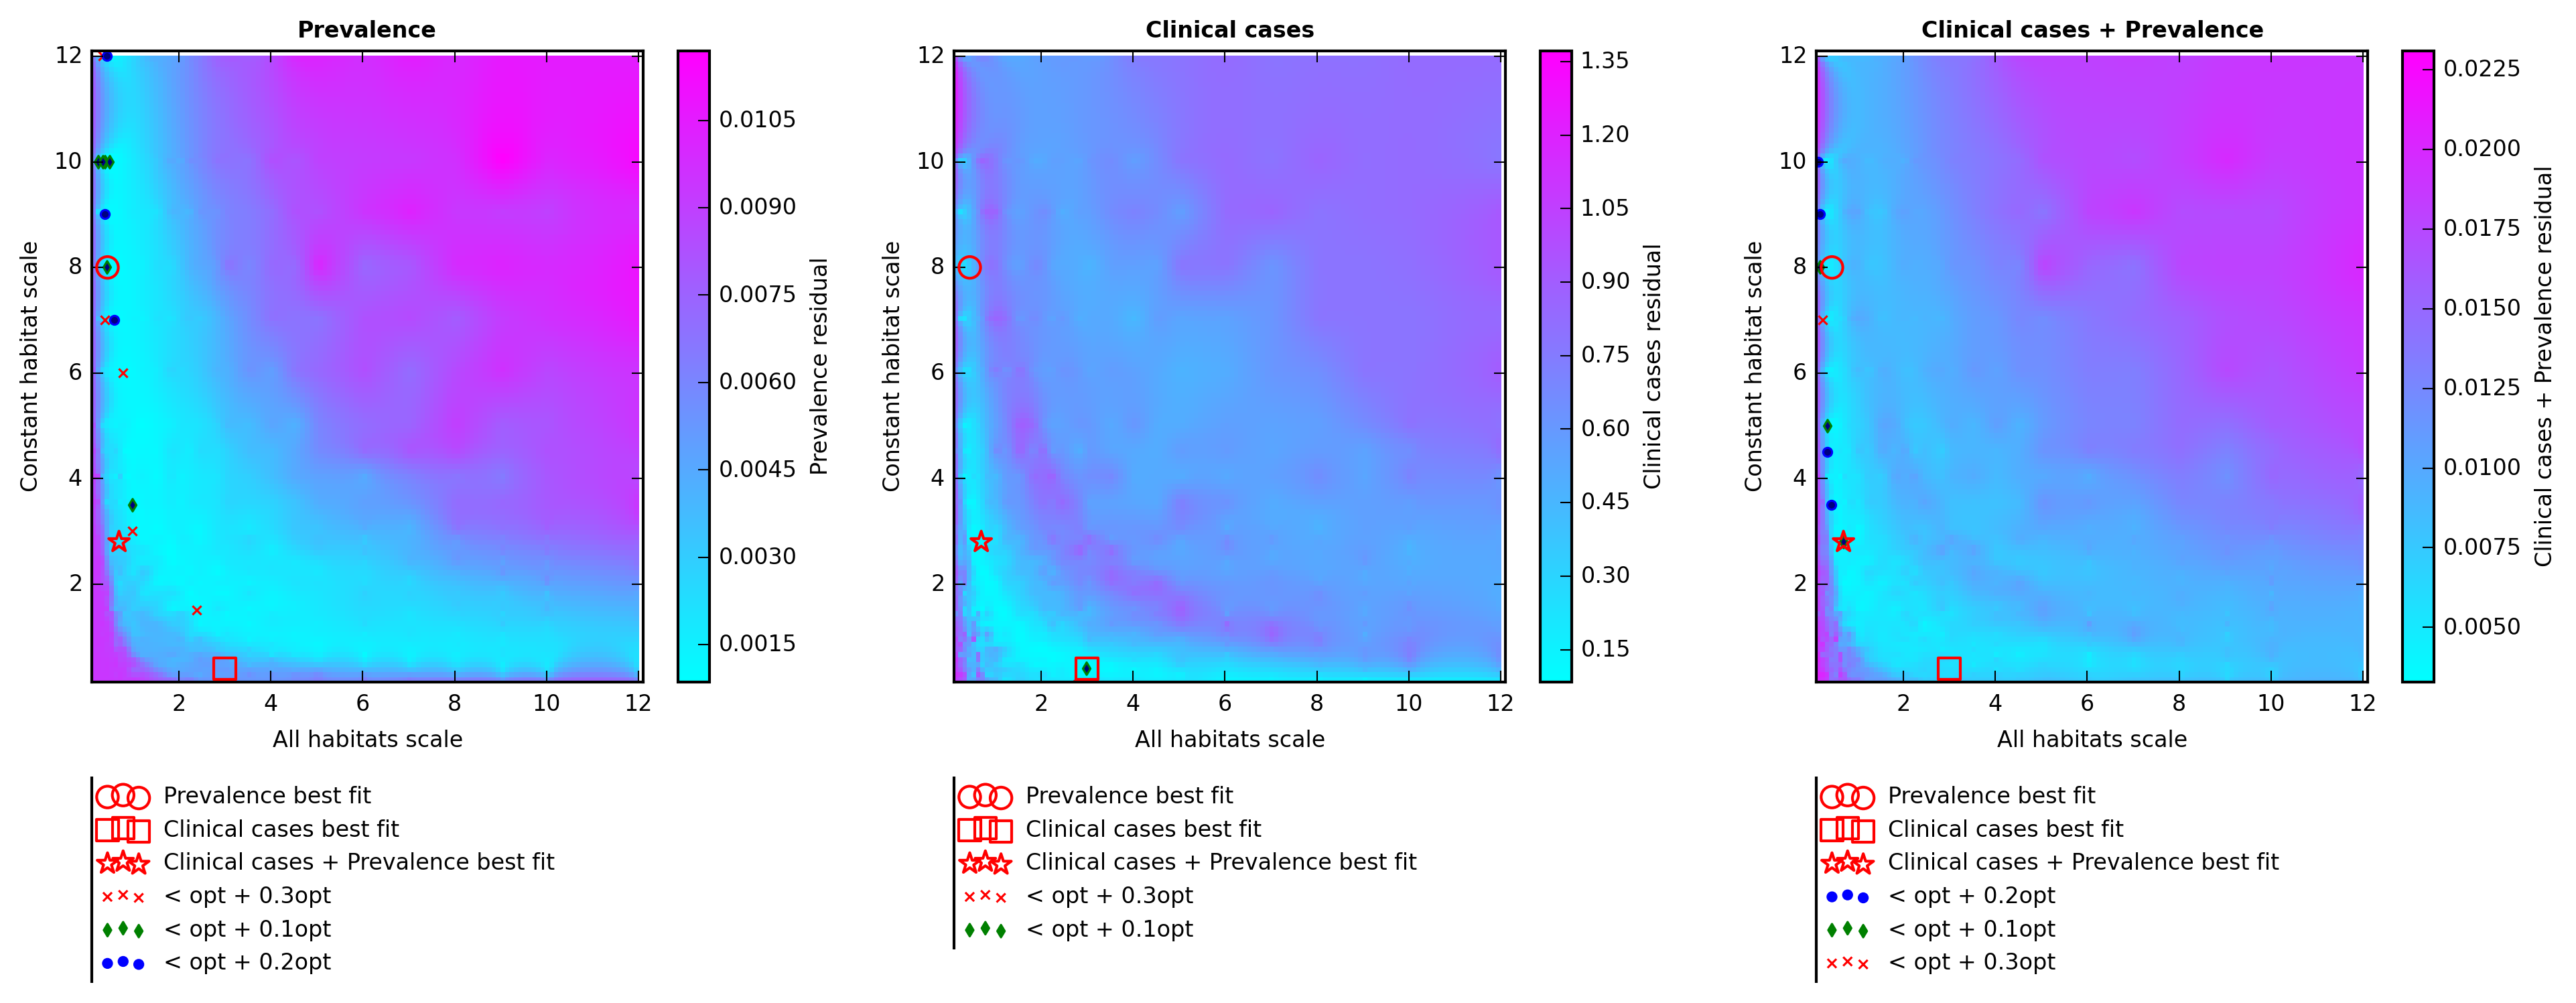 Prevalence
12
10
8
6
4
2
2 4 6 8 10 12
Constant habitat scale
All habitats scale
0.0105
0.0090
0.0075
0.0060
0.0045
0.0030
0.0015
Prevalence residual
Prevalence best fit
Clinical cases best fit
Clinical cases + Prevalence best fit
< opt + 0.3opt
< opt + 0.1opt
< opt + 0.2opt
Clinical cases
12
10
8
6
4
2
2 4 6 8 10 12
Constant habitat scale
All habitats scale
1.35
1.20
1.05
0.90
0.75
0.60
0.45
0.30
0.15
Clinical cases residual
Prevalence best fit
Clinical cases best fit
Clinical cases + Prevalence best fit
< opt + 0.3opt
< opt + 0.1opt
Clinical cases + Prevalence
12
10
8
6
4
2
2 4 6 8 10 12
Constant habitat scale
All habitats scale
0.0225
0.0200
0.0175
0.0150
0.0125
0.0100
0.0075
0.0050
Clinical cases + Prevalence residual
Prevalence best fit
Clinical cases best fit
Clinical cases + Prevalence best fit
< opt + 0.2opt
< opt + 0.1opt
< opt + 0.3opt